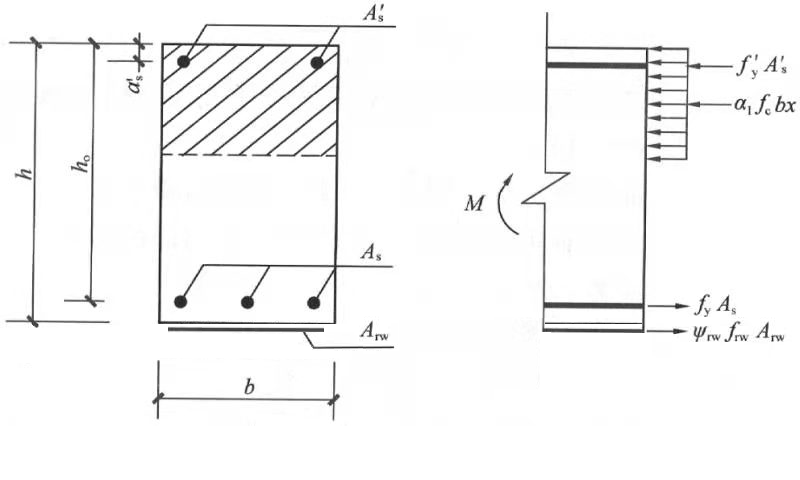 A′s
a′s
h
h₀
As
Arw
b
M
f′y A′s
α₁ fc bx
fy As
ψrw frw Arw